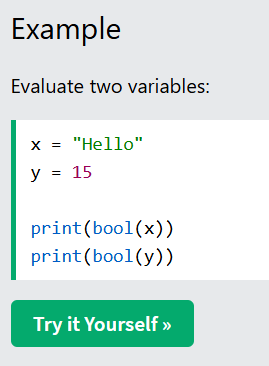 Example
Evaluate two variables:
x = "Hello"
y = 15
print(bool(x))
print(bool(y))
Try it Yourself »